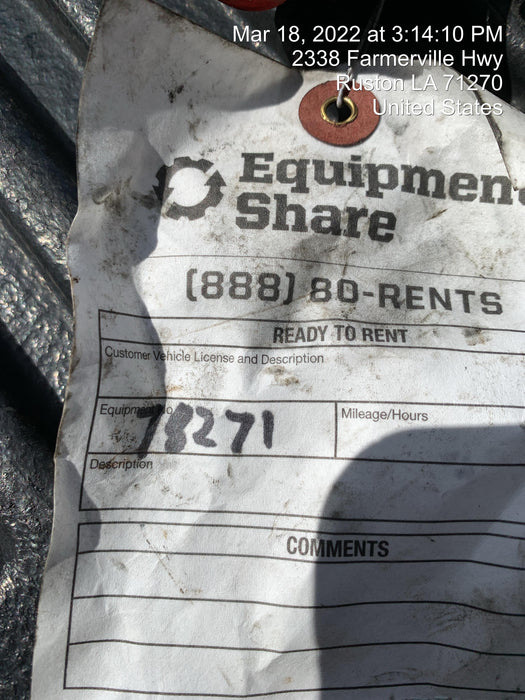 Mar 18, 2022 at 3:14:10 PM
2338 Farmerville Hwy
Ruston LA 71270
United States
Equipment
Share
(888) 80-RENTS
READY TO RENT
Customer Vehicle License and Description
Equipment No
78271
Mileage/Hours
Description
COMMENTS